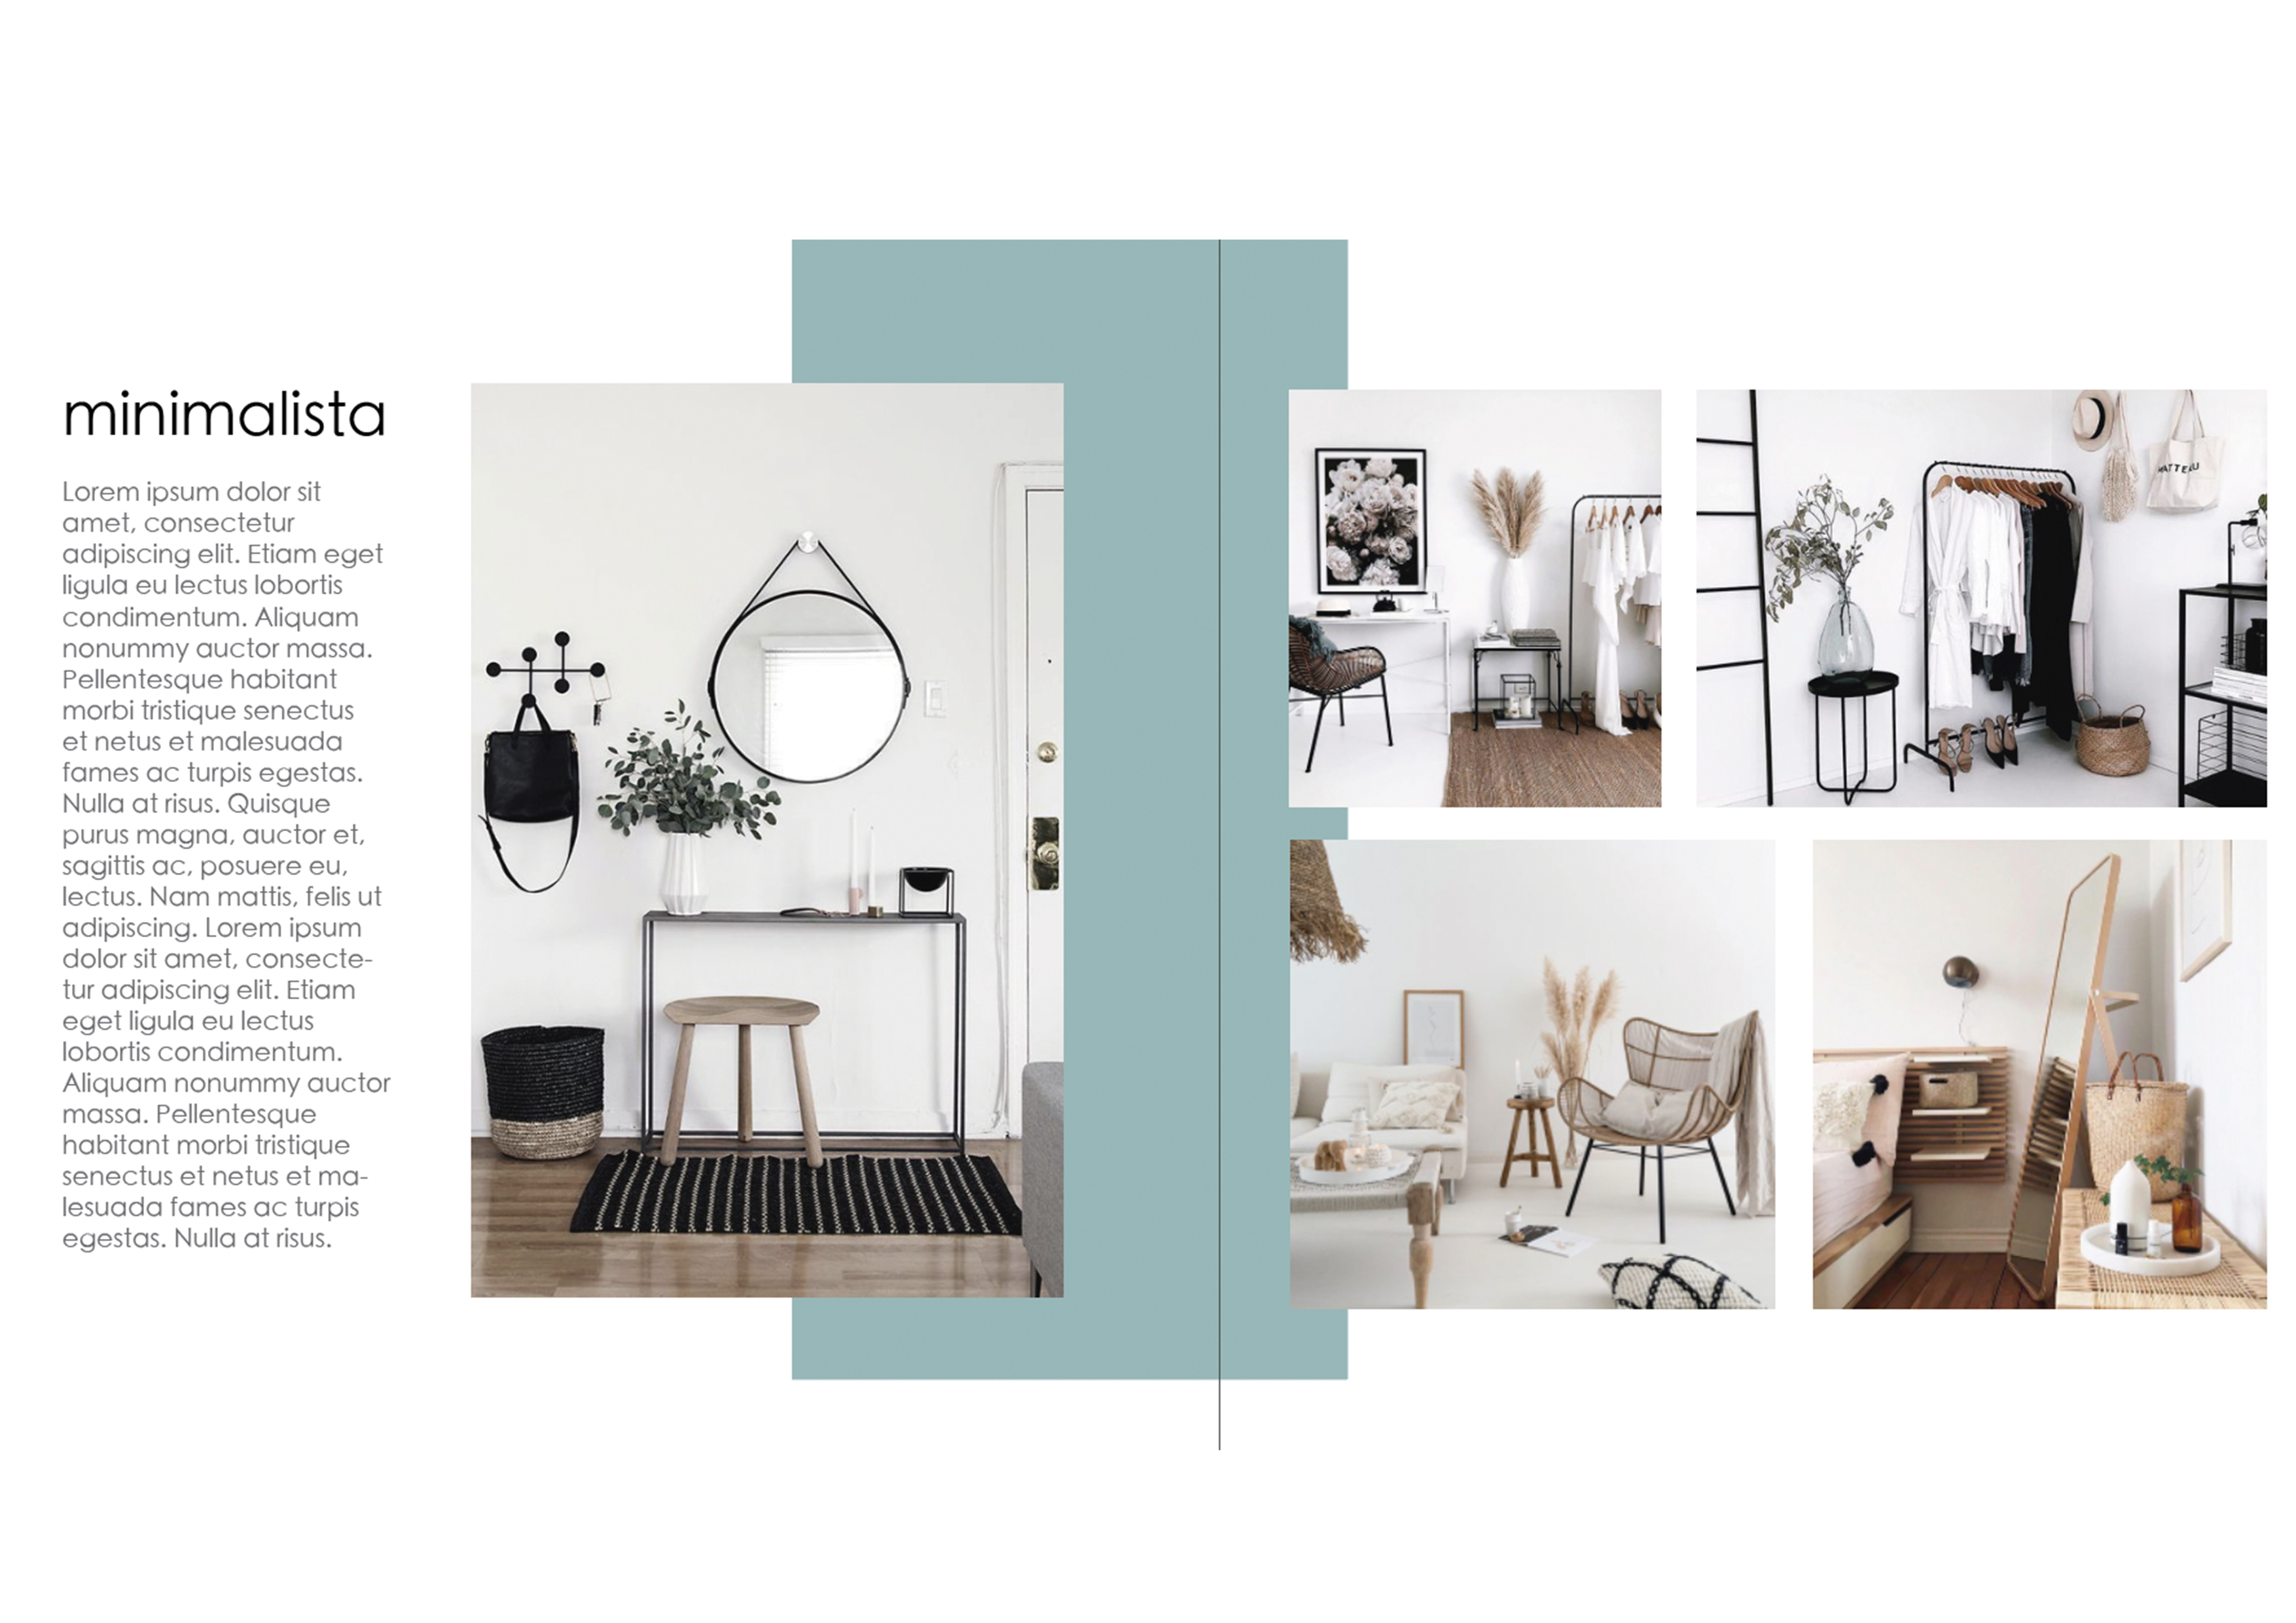 minimalista
Lorem ipsum dolor sit
amet, consectetur
adipiscing elit. Etiam eget
ligula eu lectus lobortis
condimentum. Aliquam
nonummy auctor massa.
Pellentesque habitant
morbi tristique senectus
et netus et malesuada
fames ac turpis egestas.
Nulla at risus. Quisque
purus magna, auctor et,
sagittis ac, posuere eu,
lectus. Nam mattis, felis ut
adipiscing. Lorem ipsum
dolor sit amet, consecte-
tur adipiscing elit. Etiam
eget ligula eu lectus
lobortis condimentum.
Aliquam nonummy auctor
massa. Pellentesque
habitant morbi tristique
senectus et netus et ma-
lesuada fames ac turpis
egestas. Nulla at risus.